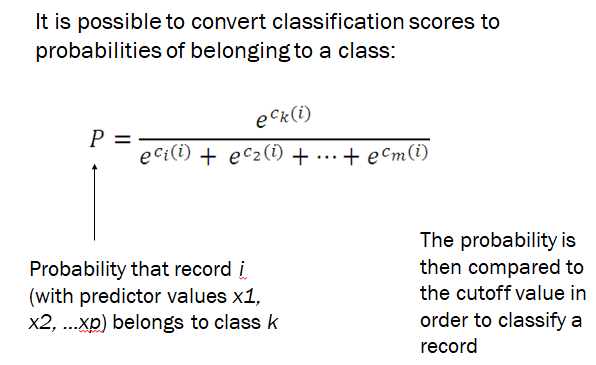 It is possible to convert classification scores to
probabilities of belonging to a class:
P = e^{c_k(i)} / (e^{c_i(i)} + e^{c_2(i)} + ⋯ + e^{c_m(i)})
Probability that record i
(with predictor values x1,
x2, ...xp) belongs to class k
The probability is
then compared to
the cutoff value in
order to classify a
record